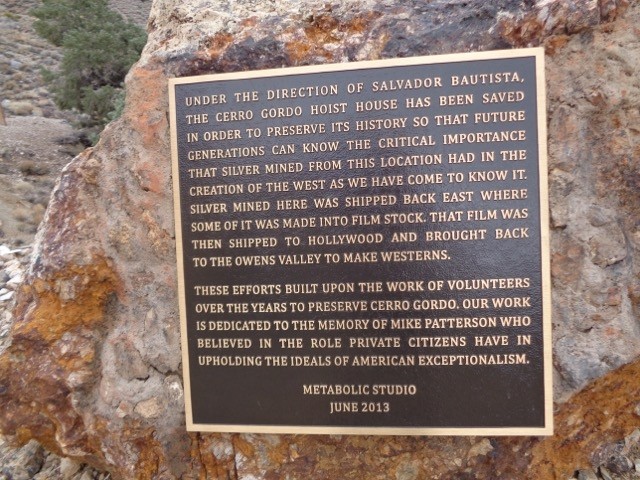 UNDER THE DIRECTION OF SALVADOR BAUTISTA,
THE CERRO GORDO HOIST HOUSE HAS BEEN SAVED
IN ORDER TO PRESERVE ITS HISTORY SO THAT FUTURE
GENERATIONS CAN KNOW THE CRITICAL IMPORTANCE
THAT SILVER MINED FROM THIS LOCATION HAD IN THE
CREATION OF THE WEST AS WE HAVE COME TO KNOW IT.
SILVER MINED HERE WAS SHIPPED BACK EAST WHERE
SOME OF IT WAS MADE INTO FILM STOCK. THAT FILM WAS
THEN SHIPPED TO HOLLYWOOD AND BROUGHT BACK
TO THE OWENS VALLEY TO MAKE WESTERNS.
THESE EFFORTS BUILT UPON THE WORK OF VOLUNTEERS
OVER THE YEARS TO PRESERVE CERRO GORDO. OUR WORK
IS DEDICATED TO THE MEMORY OF MIKE PATTERSON WHO
BELIEVED IN THE ROLE PRIVATE CITIZENS HAVE IN
UPHOLDING THE IDEALS OF AMERICAN EXCEPTIONALISM.
METABOLIC STUDIO
JUNE 2013